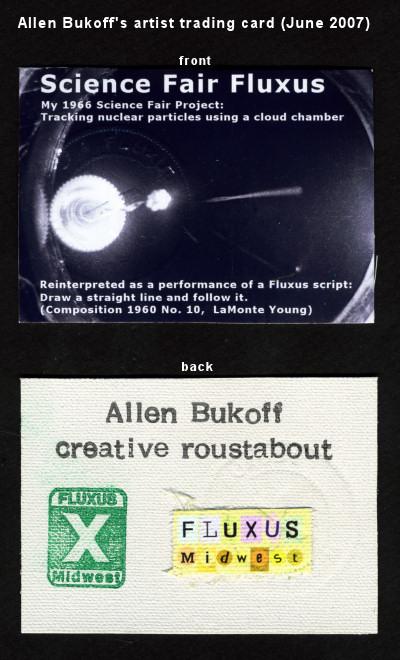 Allen Bukoff's artist trading card (June 2007)
front
Science Fair Fluxus
My 1966 Science Fair Project:
Tracking nuclear particles using a cloud chamber
Reinterpreted as a performance of a Fluxus script:
Draw a straight line and follow it.
(Composition 1960 No. 10, LaMonte Young)
back
Allen Bukoff
creative roustabout
FLUXUS
X
Midwest
FLUXUS
Midwest